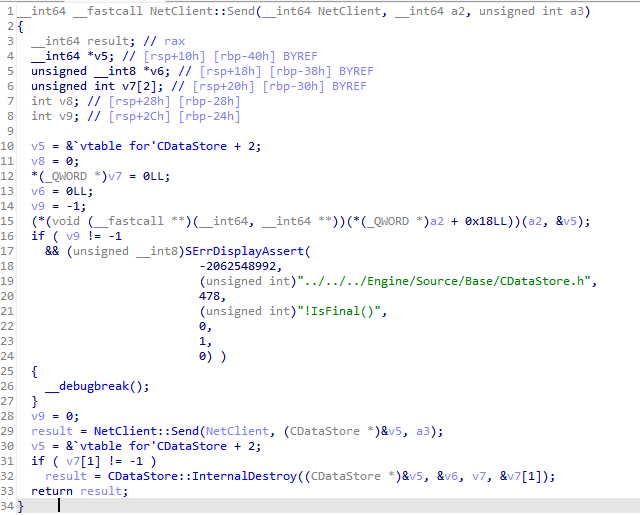 1 __int64 __fastcall NetClient::Send(__int64 NetClient, __int64 a2, unsigned int a3)
2 {
3 __int64 result; // rax
4 __int64 *v5; // [rsp+10h] [rbp-40h] BYREF
5 unsigned __int8 *v6; // [rsp+18h] [rbp-38h] BYREF
6 unsigned int v7[2]; // [rsp+20h] [rbp-30h] BYREF
7 int v8; // [rsp+28h] [rbp-28h]
8 int v9; // [rsp+2Ch] [rbp-24h]
9
10 v5 = &`vtable for'CDataStore + 2;
11 v8 = 0;
12 *(_QWORD *)v7 = 0LL;
13 v6 = 0LL;
14 v9 = -1;
15 (*(void (__fastcall **)(__int64, __int64 **))(*(_QWORD *)a2 + 0x18LL))(a2, &v5);
16 if ( v9 != -1
17 && (unsigned __int8)SErrDisplayAssert(
18 -2062548992,
19 (unsigned int)"../../../Engine/Source/Base/CDataStore.h",
20 478,
21 (unsigned int)"!IsFinal()",
22 0,
23 1,
24 0) )
25 {
26 __debugbreak();
27 }
28 v9 = 0;
29 result = NetClient::Send(NetClient, (CDataStore *)&v5, a3);
30 v5 = &`vtable for'CDataStore + 2;
31 if ( v7[1] != -1 )
32 result = CDataStore::InternalDestroy((CDataStore *)&v5, &v6, v7, &v7[1]);
33 return result;
34 }